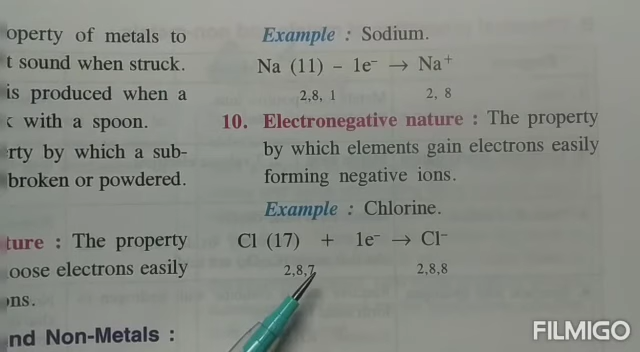 operty of metals to
t sound when struck.
is produced when a
with a spoon.
rty by which a sub-
broken or powdered.
ture : The property
oose electrons easily
ons.
nd Non-Metals :
Example : Sodium.
Na (11) − 1e⁻ → Na⁺
2,8, 1 2, 8
10. Electronegative nature : The property
by which elements gain electrons easily
forming negative ions.
Example : Chlorine.
Cl (17) + 1e⁻ → Cl⁻
2,8,7 2,8,8
FILMIGO